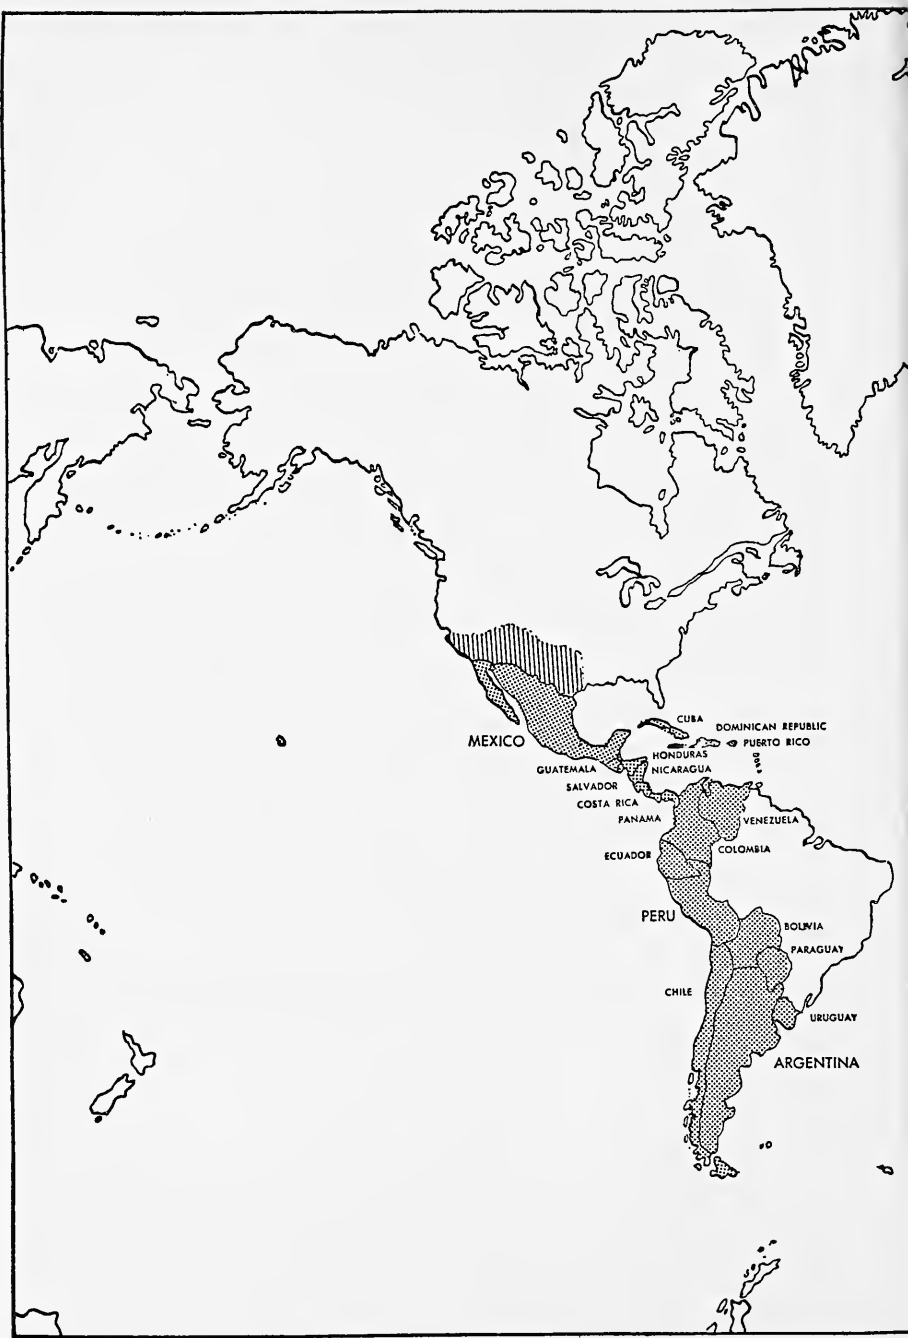 CUBA
DOMINICAN REPUBLIC
MEXICO
PUERTO RICO
HONDURAS
GUATEMALA
NICARAGUA
SALVADOR
COSTA RICA
PANAMA
VENEZUELA
ECUADOR
COLOMBIA
PERU
BOLIVIA
PARAGUAY
CHILE
URUGUAY
ARGENTINA